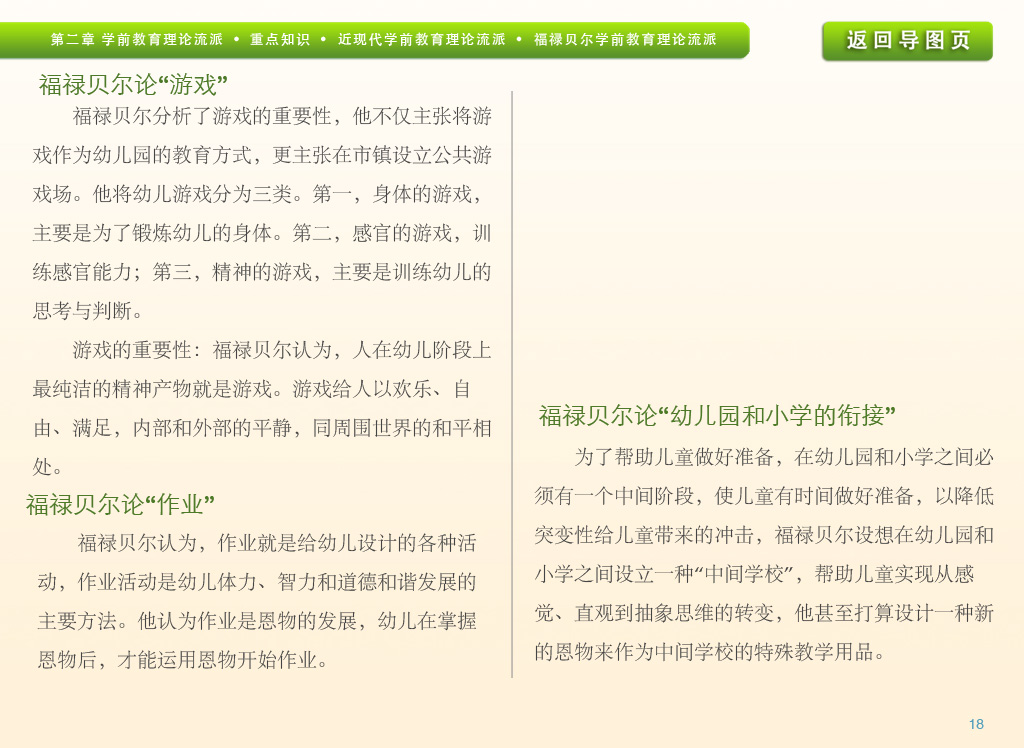 第二章 学前教育理论流派 • 重点知识 • 近现代学前教育理论流派 • 福禄贝尔学前教育理论流派
返回导图页
福禄贝尔论“游戏”
福禄贝尔分析了游戏的重要性，他不仅主张将游
戏作为幼儿园的教育方式，更主张在市镇设立公共游
戏场。他将幼儿游戏分为三类。第一，身体的游戏，
主要是为了锻炼幼儿的身体。第二，感官的游戏，训
练感官能力；第三，精神的游戏，主要是训练幼儿的
思考与判断。
游戏的重要性：福禄贝尔认为，人在幼儿阶段上
最纯洁的精神产物就是游戏。游戏给人以欢乐、自
由、满足，内部和外部的平静，同周围世界的和平相
处。
福禄贝尔论“作业”
福禄贝尔认为，作业就是给幼儿设计的各种活
动，作业活动是幼儿体力、智力和道德和谐发展的
主要方法。他认为作业是恩物的发展，幼儿在掌握
恩物后，才能运用恩物开始作业。
福禄贝尔论“幼儿园和小学的衔接”
为了帮助儿童做好准备，在幼儿园和小学之间必
须有一个中间阶段，使儿童有时间做好准备，以降低
突变性给儿童带来的冲击，福禄贝尔设想在幼儿园和
小学之间设立一种“中间学校”，帮助儿童实现从感
觉、直观到抽象思维的转变，他甚至打算设计一种新
的恩物来作为中间学校的特殊教学用品。
18